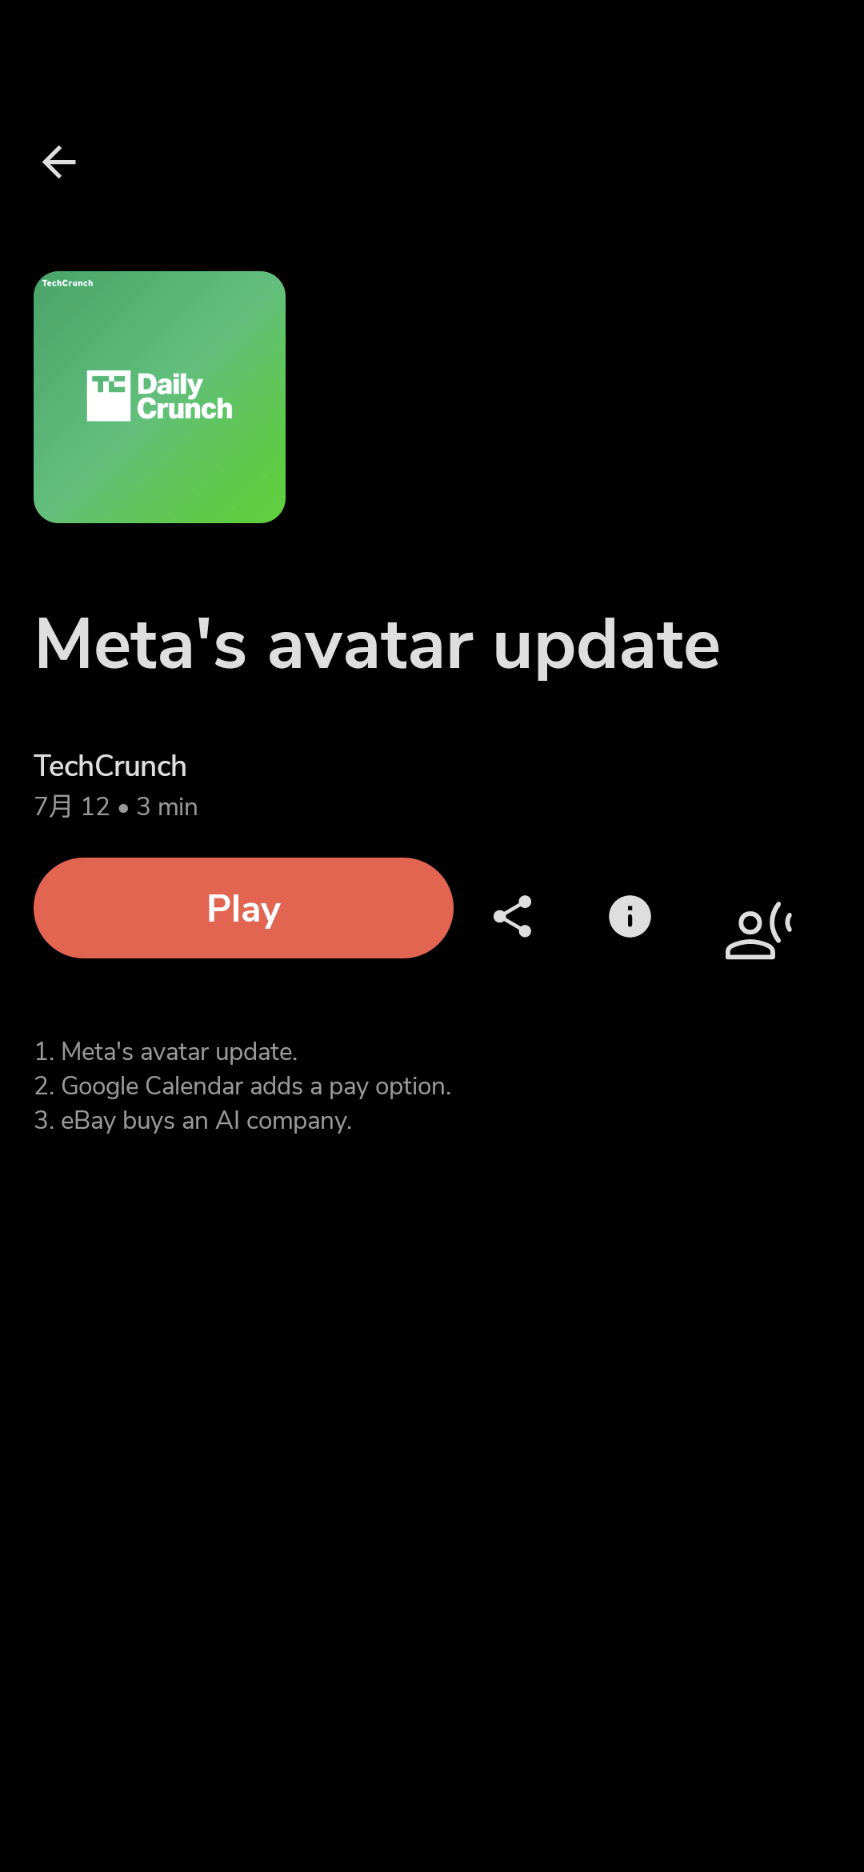 TechCrunch
TC Daily
Crunch
Meta's avatar update
TechCrunch
7月 12 • 3 min
Play
1. Meta's avatar update.
2. Google Calendar adds a pay option.
3. eBay buys an AI company.